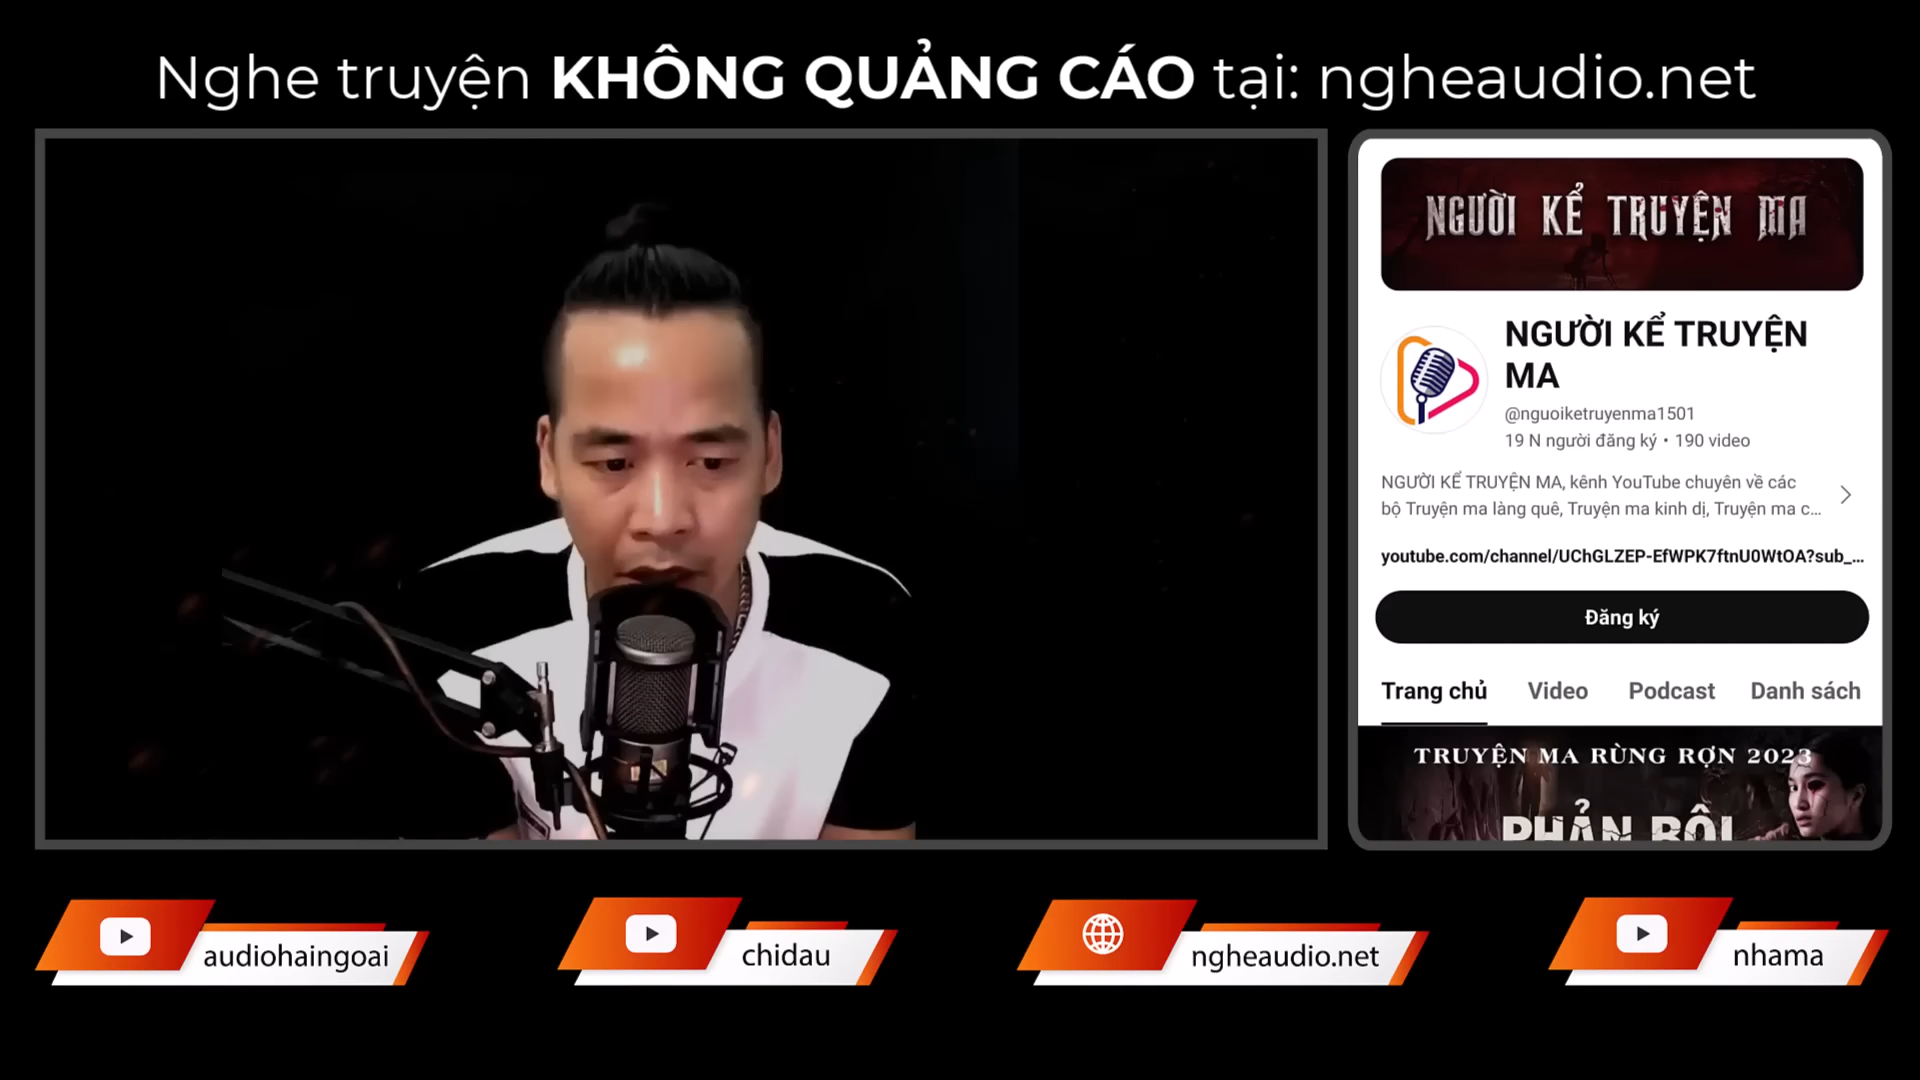 Nghe truyện KHÔNG QUẢNG CÁO tại: ngheaudio.net
NGƯỜI KỂ TRUYỆN MA
NGƯỜI KỂ TRUYỆN
MA
@nguoiketruyenma1501
19 N người đăng ký • 190 video
NGƯỜI KỂ TRUYỆN MA, kênh YouTube chuyên về các
bộ Truyện ma làng quê, Truyện ma kinh dị, Truyện ma c...
youtube.com/channel/UChGLZEP-EfWPK7ftnU0WtOA?sub_...
Đăng ký
Trang chủ Video Podcast Danh sách
TRUYỆN MA RÙNG RỢN 2023
PHẢN BỘI
audiohaingoai
chidau
ngheaudio.net
nhama